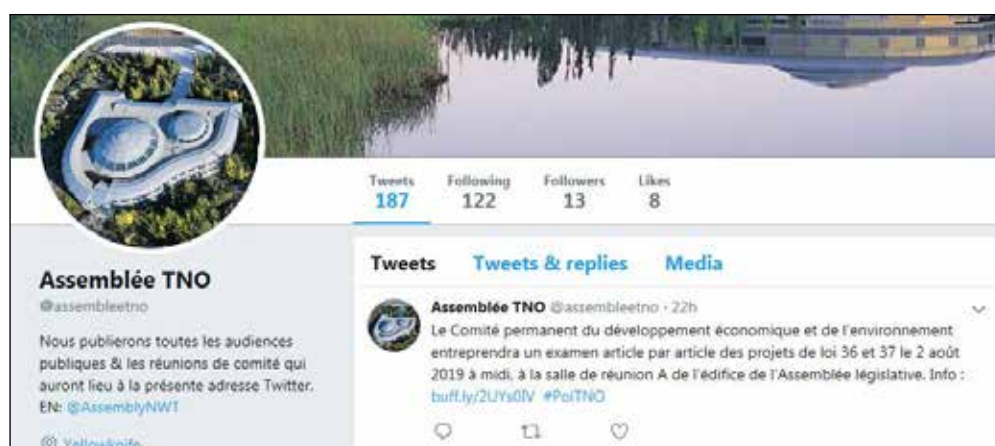 Tweets Following Followers Likes
187 122 13 8
Assemblée TNO
@assembleetno
Nous publierons toutes les audiences
publiques & les réunions de comité qui
auront lieu à la présente adresse Twitter.
EN: @AssemblyNWT
Yellowknife
Tweets Tweets & replies Media
Assemblée TNO @assembleetno · 22h
Le Comité permanent du développement économique et de l'environnement
entreprendra un examen article par article des projets de loi 36 et 37 le 2 août
2019 à midi, à la salle de réunion A de l'édifice de l'Assemblée législative. Info :
buff.ly/2UYs0IV #PolTNO